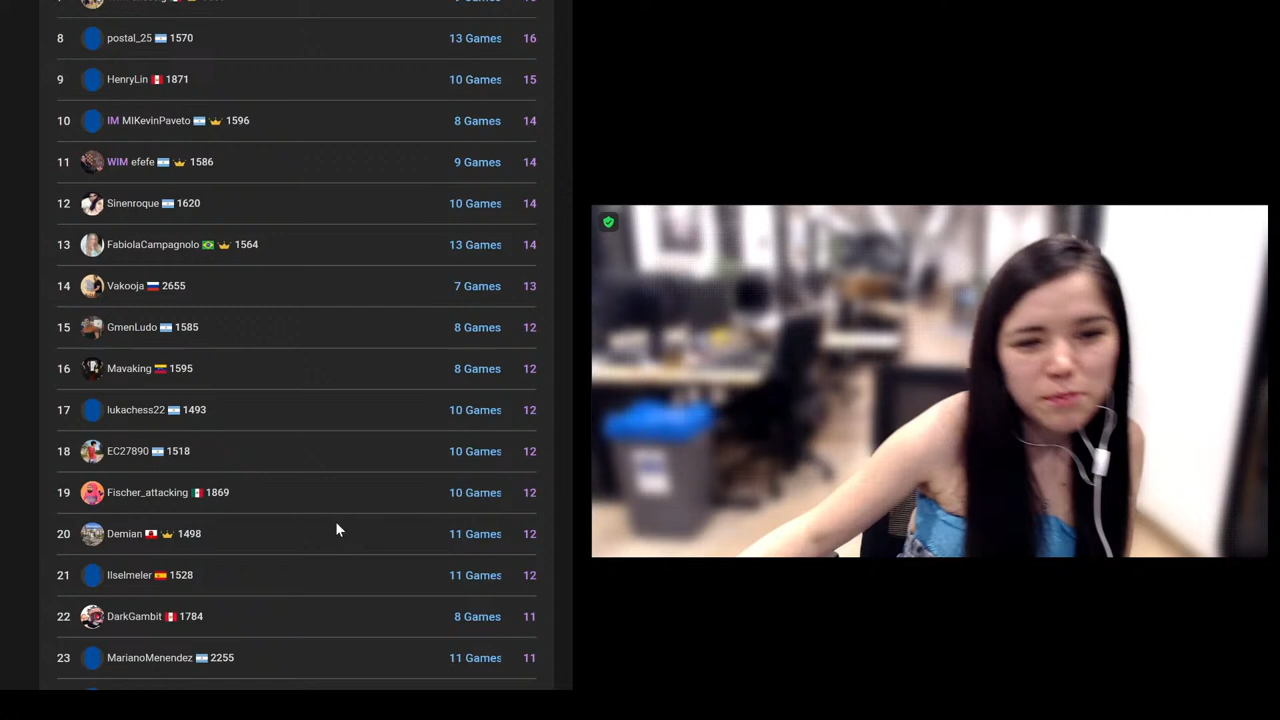 8 postal_25 1570 13 Games 16
9 HenryLin 1871 10 Games 15
10 IM MIKevinPaveto 1596 8 Games 14
11 WIM efefe 1586 9 Games 14
12 Sinenroque 1620 10 Games 14
13 FabiolaCampagnolo 1564 13 Games 14
14 Vakooja 2655 7 Games 13
15 GmenLudo 1585 8 Games 12
16 Mavaking 1595 8 Games 12
17 lukachess22 1493 10 Games 12
18 EC27890 1518 10 Games 12
19 Fischer_attacking 1869 10 Games 12
20 Demian 1498 11 Games 12
21 Ilselmeler 1528 11 Games 12
22 DarkGambit 1784 8 Games 11
23 MarianoMenendez 2255 11 Games 11